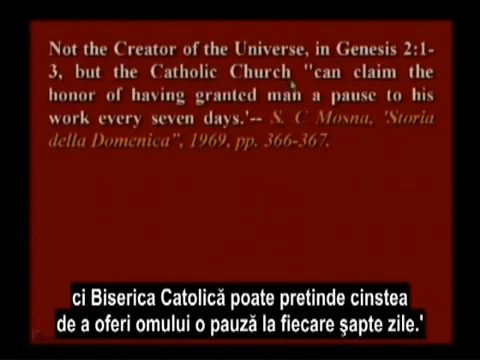 Not the Creator of the Universe, in Genesis 2:1-
3, but the Catholic Church "can claim the
honor of having granted man a pause to his
work every seven days.'-- S. C Mosna, 'Storia
della Domenica", 1969, pp. 366-367.
ci Biserica Catolică poate pretinde cinstea
de a oferi omului o pauză la fiecare şapte zile.'